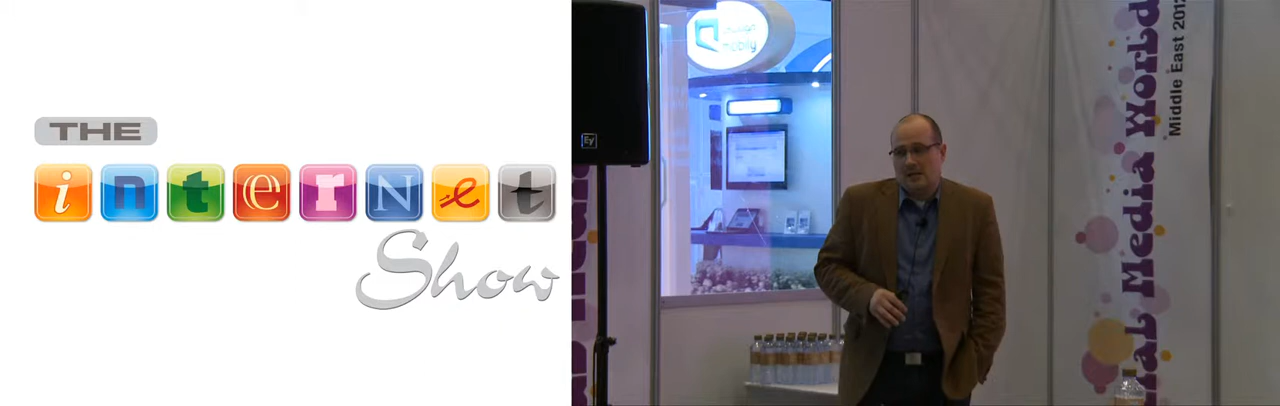 THE
internet
Show
mobily
EV
Media World
Middle East 2012